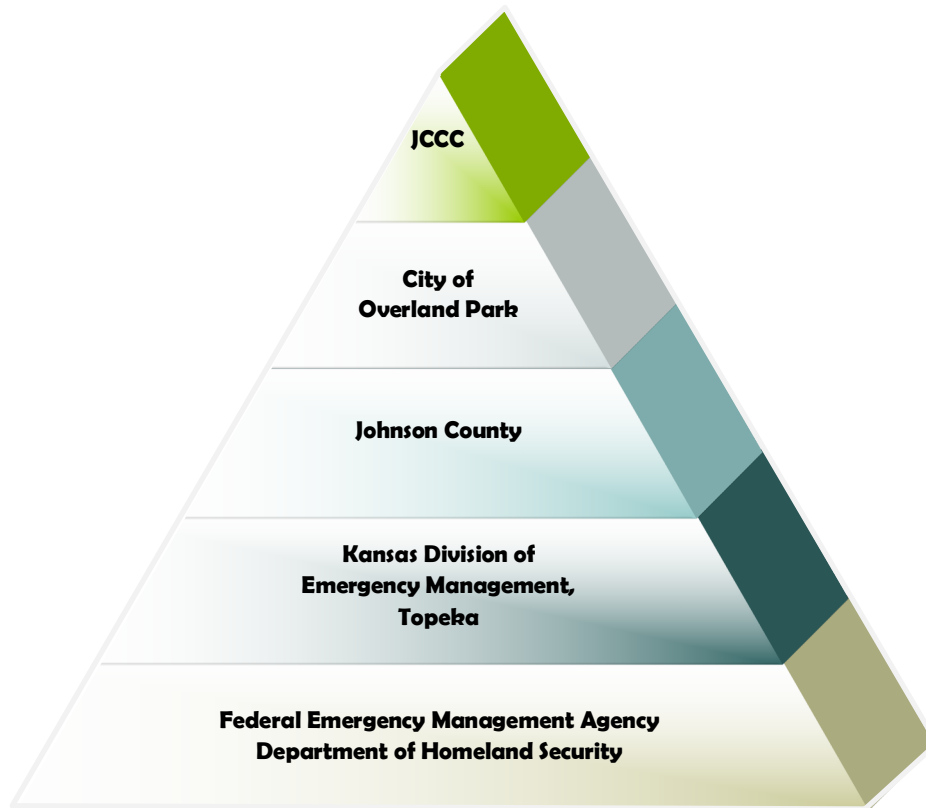 JCCC
City of
Overland Park
Johnson County
Kansas Division of
Emergency Management,
Topeka
Federal Emergency Management Agency
Department of Homeland Security